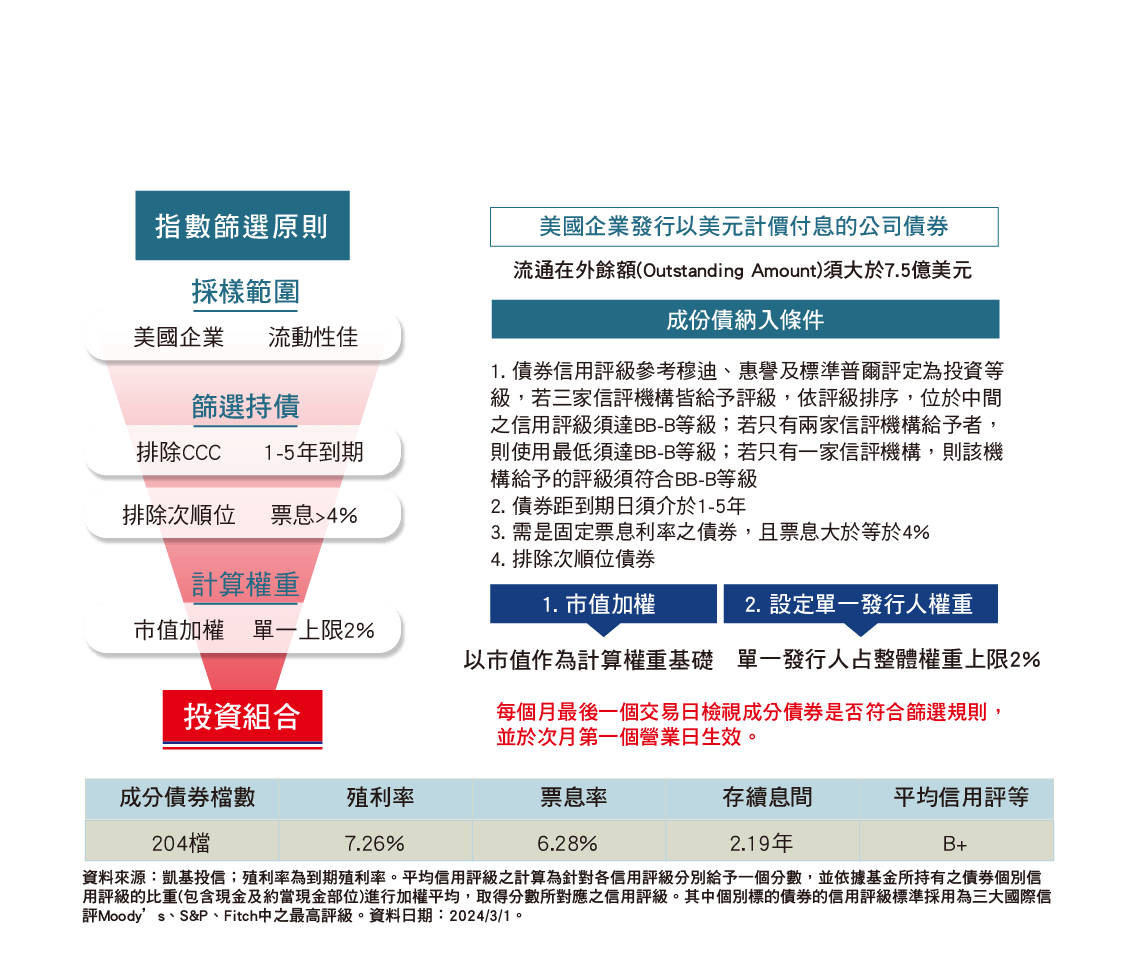 指數篩選原則
採樣範圍
美國企業 流動性佳
篩選持債
排除CCC 1-5年到期
排除次順位 票息>4%
計算權重
市值加權 單一上限2%
投資組合
美國企業發行以美元計價付息的公司債券
流通在外餘額(Outstanding Amount)須大於7.5億美元
成份債納入條件
1. 債券信用評級參考穆迪、惠譽及標準普爾評定為投資等
級，若三家信評機構皆給予評級，依評級排序，位於中間
之信用評級須達BB-B等級；若只有兩家信評機構給予者，
則使用最低須達BB-B等級；若只有一家信評機構，則該機
構給予的評級須符合BB-B等級
2. 債券距到期日須介於1-5年
3. 需是固定票息利率之債券，且票息大於等於4%
4. 排除次順位債券
1. 市值加權 2. 設定單一發行人權重
以市值作為計算權重基礎 單一發行人占整體權重上限2%
每個月最後一個交易日檢視成分債券是否符合篩選規則，
並於次月第一個營業日生效。
成分債券檔數 殖利率 票息率 存續息間 平均信用評等
204檔 7.26% 6.28% 2.19年 B+
資料來源：凱基投信；殖利率為到期殖利率。平均信用評級之計算為針對各信用評級分別給予一個分數，並依據基金所持有之債券個別信
用評級的比重(包含現金及約當現金部位)進行加權平均，取得分數所對應之信用評級。其中個別標的債券的信用評級標準採用為三大國際信
評Moody’s、S&P、Fitch中之最高評級。資料日期：2024/3/1。